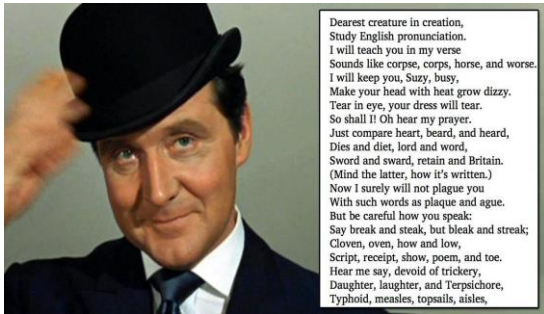 Dearest creature in creation,
Study English pronunciation.
I will teach you in my verse
Sounds like corpse, corps, horse, and worse.
I will keep you, Suzy, busy,
Make your head with heat grow dizzy.
Tear in eye, your dress will tear.
So shall I! Oh hear my prayer.
Just compare heart, beard, and heard,
Dies and diet, lord and word,
Sword and sward, retain and Britain.
(Mind the latter, how it's written.)
Now I surely will not plague you
With such words as plaque and ague.
But be careful how you speak:
Say break and steak, but bleak and streak;
Cloven, oven, how and low,
Script, receipt, show, poem, and toe.
Hear me say, devoid of trickery,
Daughter, laughter, and Terpsichore,
Typhoid, measles, topsails, aisles,